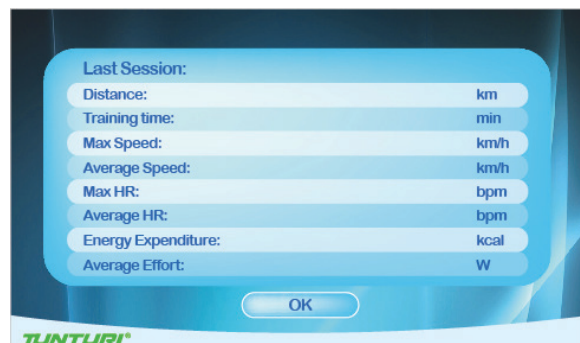 Last Session:
Distance: km
Training time: min
Max Speed: km/h
Average Speed: km/h
Max HR: bpm
Average HR: bpm
Energy Expenditure: kcal
Average Effort: W
OK
TUNTURI®